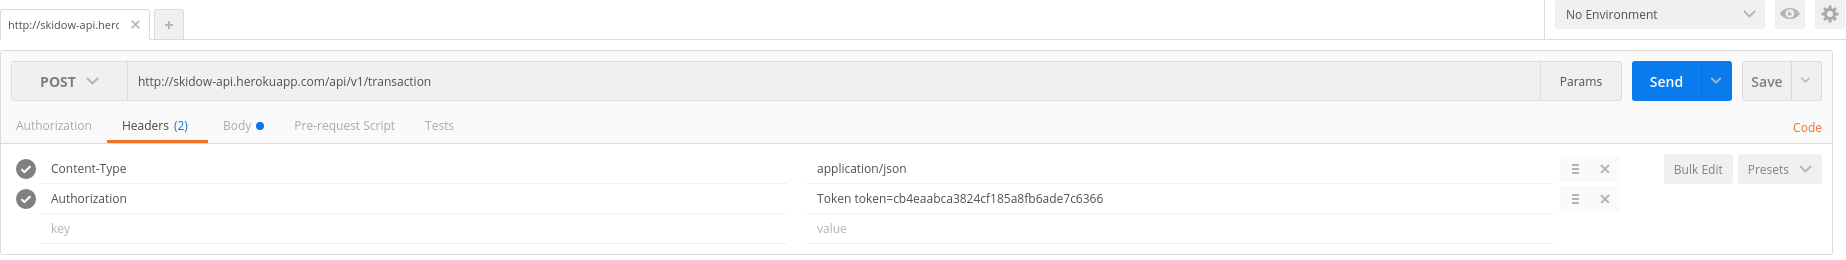 http://skidow-api.herc
No Environment
POST http://skidow-api.herokuapp.com/api/v1/transaction Params Send Save
Authorization Headers (2) Body Pre-request Script Tests Code
Content-Type application/json Bulk Edit Presets
Authorization Token token=cb4eaabca3824cf185a8fb6ade7c6366
key value